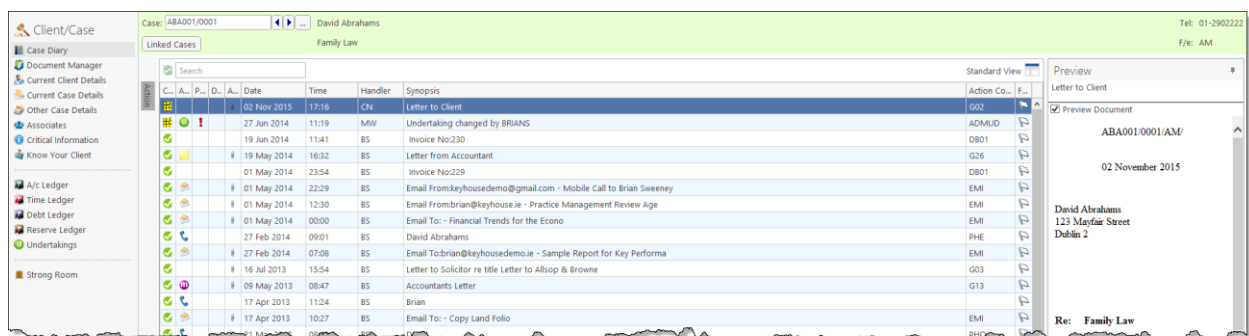 Client/Case
Case: ABA001/0001 ... David Abrahams Tel: 01-2902222
Linked Cases Family Law F/e: AM
Case Diary
Document Manager
Current Client Details
Current Case Details
Other Case Details
Associates
Critical Information
Know Your Client
A/c Ledger
Time Ledger
Debt Ledger
Reserve Ledger
Undertakings
Strong Room
Action
Search Standard View
C... A... P... D.. A... Date Time Handler Synopsis Action Co... F...
02 Nov 2015 17:16 CN Letter to Client G02
27 Jun 2014 11:19 MW Undertaking changed by BRIANS ADMUD
19 Jun 2014 11:41 BS Invoice No:230 DB01
19 May 2014 16:32 BS Letter from Accountant G26
01 May 2014 23:54 BS Invoice No:229 DB01
01 May 2014 22:29 BS Email From:keyhousedemo@gmail.com - Mobile Call to Brian Sweeney EMI
01 May 2014 12:30 BS Email From:brian@keyhouse.ie - Practice Management Review Age EMI
01 May 2014 00:00 BS Email To: - Financial Trends for the Econo EMI
27 Feb 2014 09:01 BS David Abrahams PHE
27 Feb 2014 07:08 BS Email To:brian@keyhousedemo.ie - Sample Report for Key Performa EMI
16 Jul 2013 15:54 BS Letter to Solicitor re title Letter to Allsop & Browne G03
09 May 2013 08:47 BS Accountants Letter G13
17 Apr 2013 11:24 BS Brian
17 Apr 2013 10:27 BS Email To: - Copy Land Folio EMI
Preview
Letter to Client
Preview Document
ABA001/0001/AM/
02 November 2015
David Abrahams
123 Mayfair Street
Dublin 2
Re: Family Law